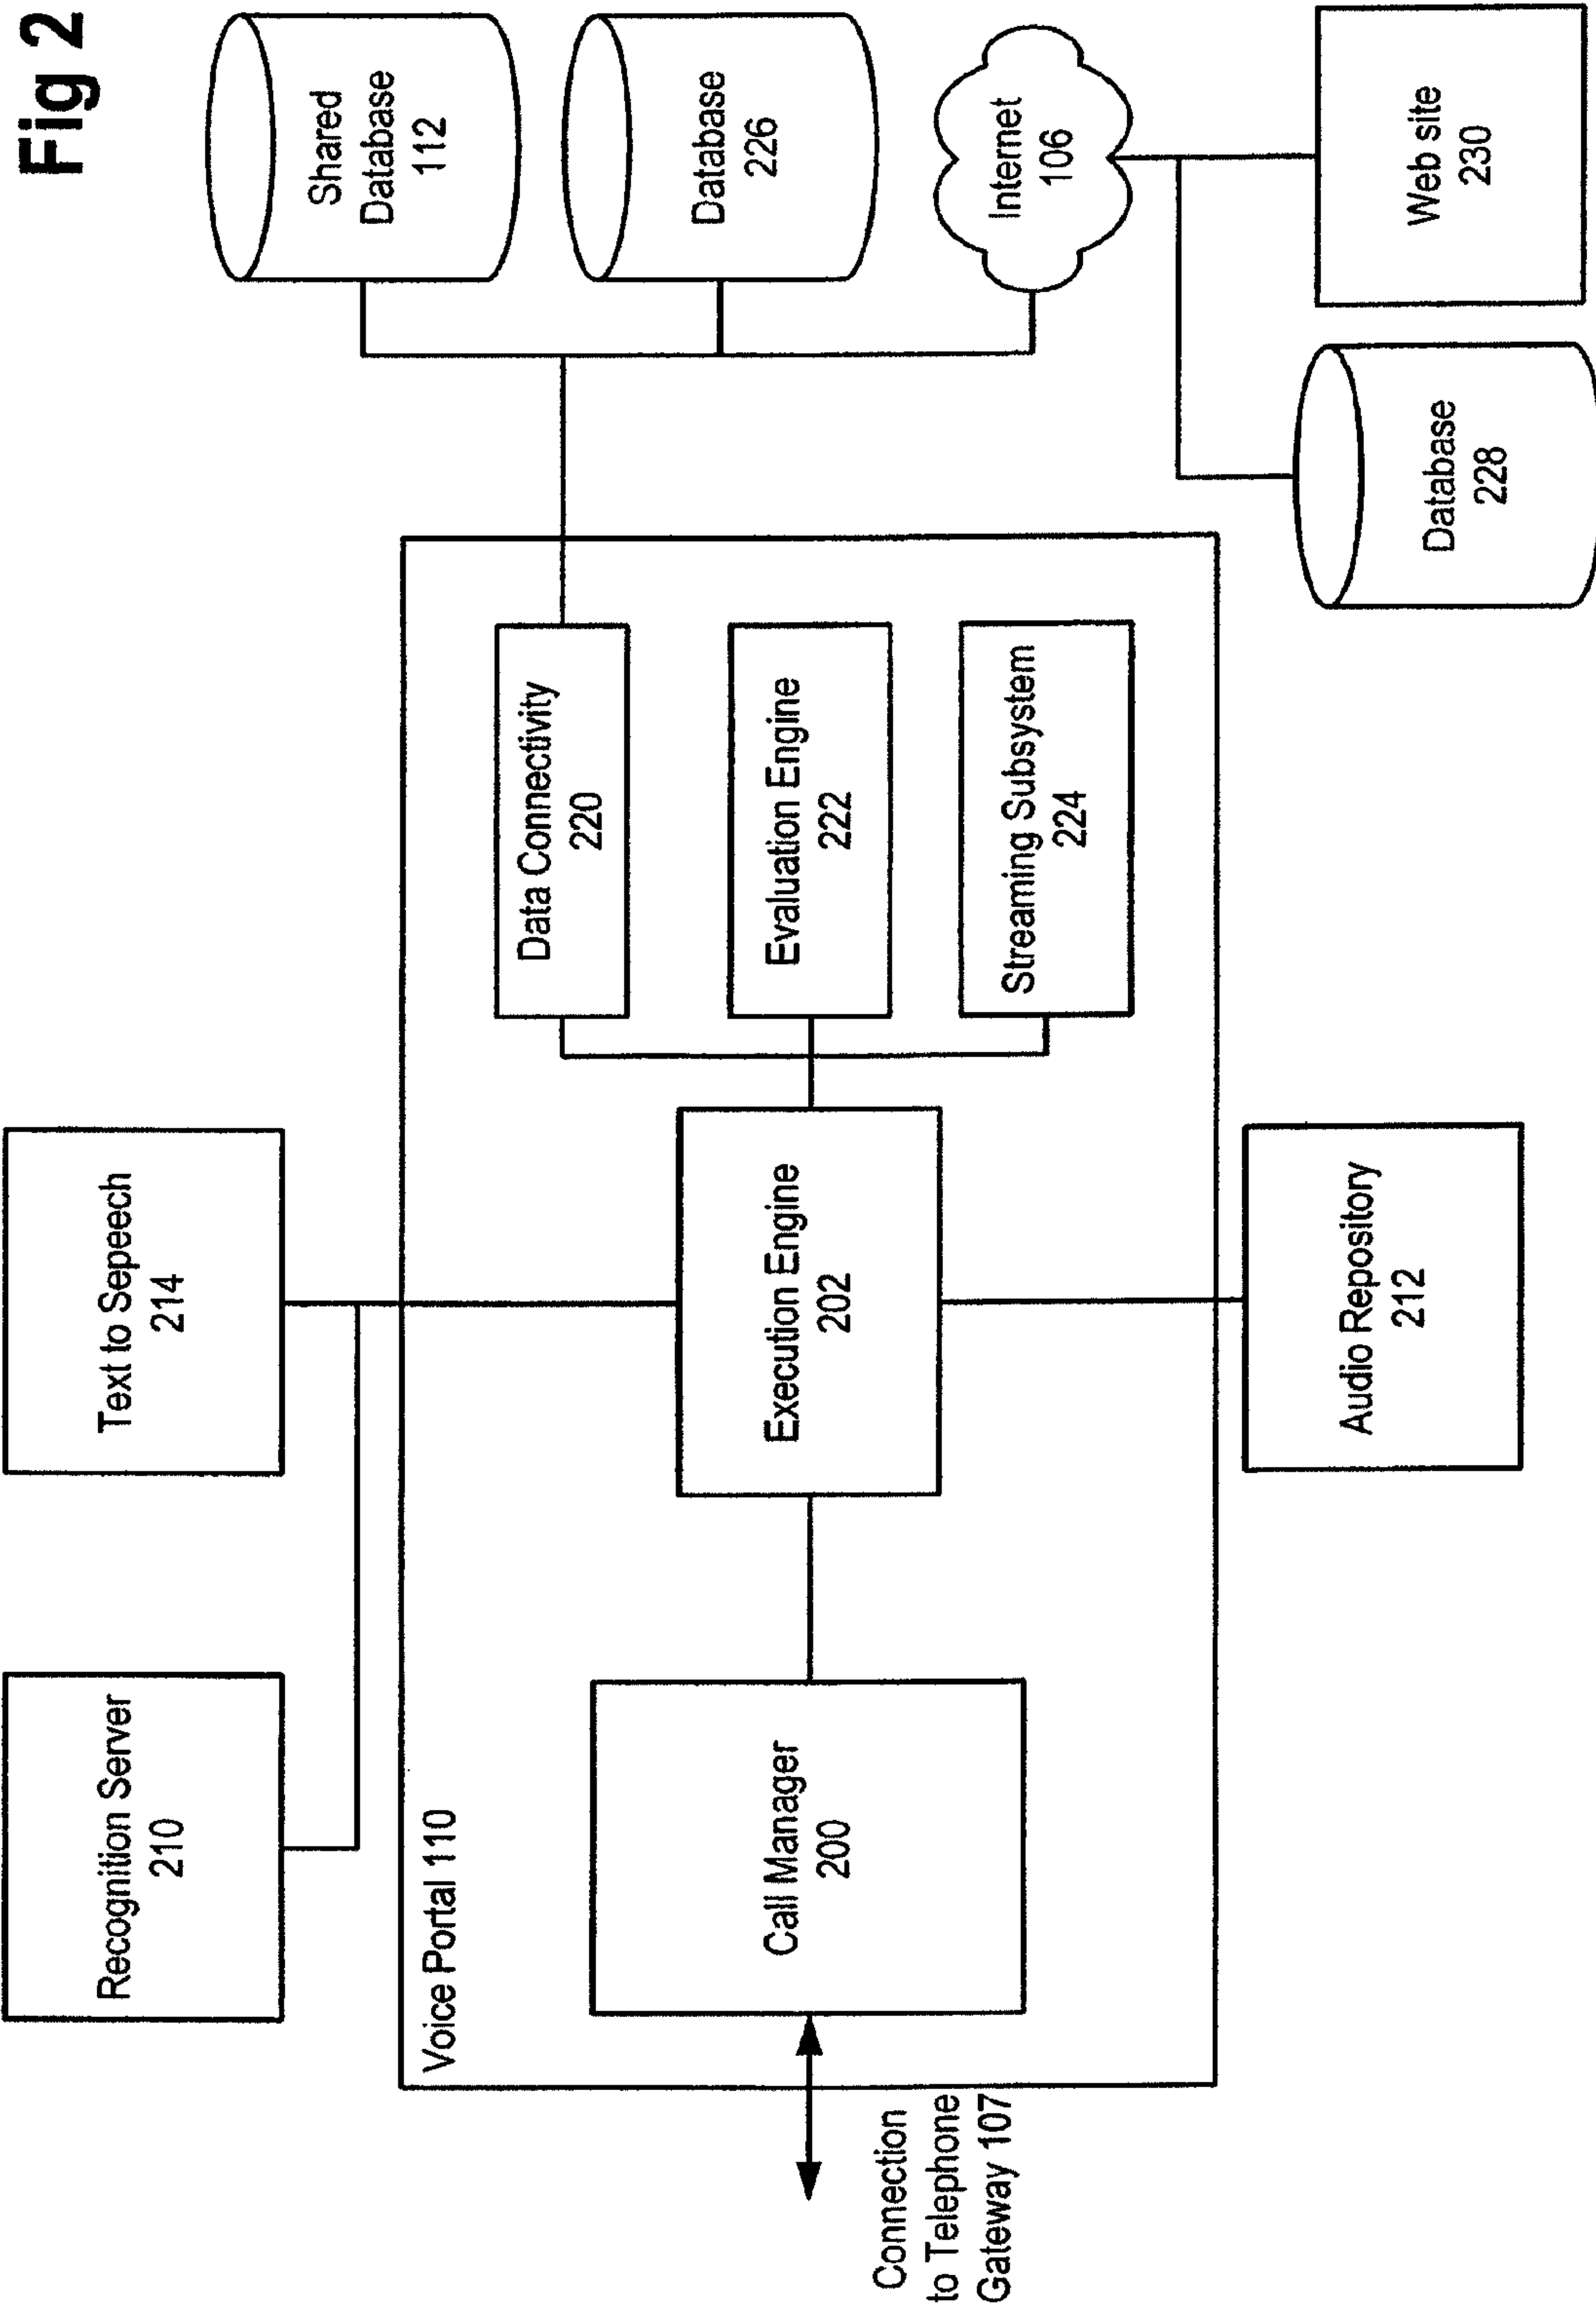 Fig 2
Recognition Server
210
Text to Sepeech
214
Shared
Database
112
Voice Portal 110
Data Connectivity
220
Database
226
Call Manager
200
Execution Engine
202
Evaluation Engine
222
Connection
to Telephone
Gateway 107
Streaming Subsystem
224
Internet
106
Audio Repository
212
Database
228
Web site
230